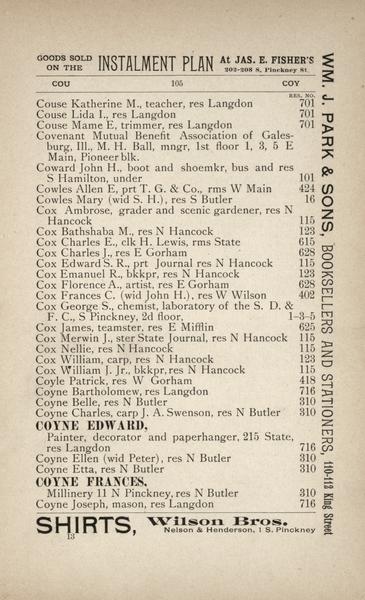 GOODS SOLD ON THE INSTALMENT PLAN At JAS. E. FISHER'S
202-208 S. Pinckney St.
COU 105 COY
RES. NO.
Couse Katherine M., teacher, res Langdon 701
Couse Lida I., res Langdon 701
Couse Mame E, trimmer, res Langdon 701
Covenant Mutual Benefit Association of Gales-
burg, Ill., M. H. Ball, mngr, 1st floor 1, 3, 5 E
Main, Pioneer blk.
Coward John H., boot and shoemkr, bus and res
S Hamilton, under 101
Cowles Allen E, prt T. G. & Co., rms W Main 424
Cowles Mary (wid S. H.), res S Butler 16
Cox Ambrose, grader and scenic gardener, res N
Hancock 115
Cox Bathshaba M., res N Hancock 123
Cox Charles E., clk H. Lewis, rms State 615
Cox Charles J., res E Gorham 628
Cox Edward S. R., prt Journal res N Hancock 115
Cox Emanuel R., bkkpr, res N Hancock 123
Cox Florence A., artist, res E Gorham 628
Cox Frances C. (wid John H.), res W Wilson 402
Cox George S., chemist, laboratory of the S. D. &
F. C., S Pinckney, 2d floor, 1-3-5
Cox James, teamster, res E Mifflin 625
Cox Merwin J., ster State Journal, res N Hancock 115
Cox Nellie, res N Hancock 115
Cox William, carp, res N Hancock 123
Cox William J. Jr., bkkpr, res N Hancock 115
Coyle Patrick, res W Gorham 418
Coyne Bartholomew, res Langdon 716
Coyne Belle, res N Butler 310
Coyne Charles, carp J. A. Swenson, res N Butler 310
COYNE EDWARD,
Painter, decorator and paperhanger, 215 State,
res Langdon 716
Coyne Ellen (wid Peter), res N Butler 310
Coyne Etta, res N Butler 310
COYNE FRANCES,
Millinery 11 N Pinckney, res N Butler 310
Coyne Joseph, mason, res Langdon 716
SHIRTS, Wilson Bros.
Nelson & Henderson, 1 S. Pinckney
13
WM. J. PARK & SONS, BOOKSELLERS AND STATIONERS, 110-112 King Street